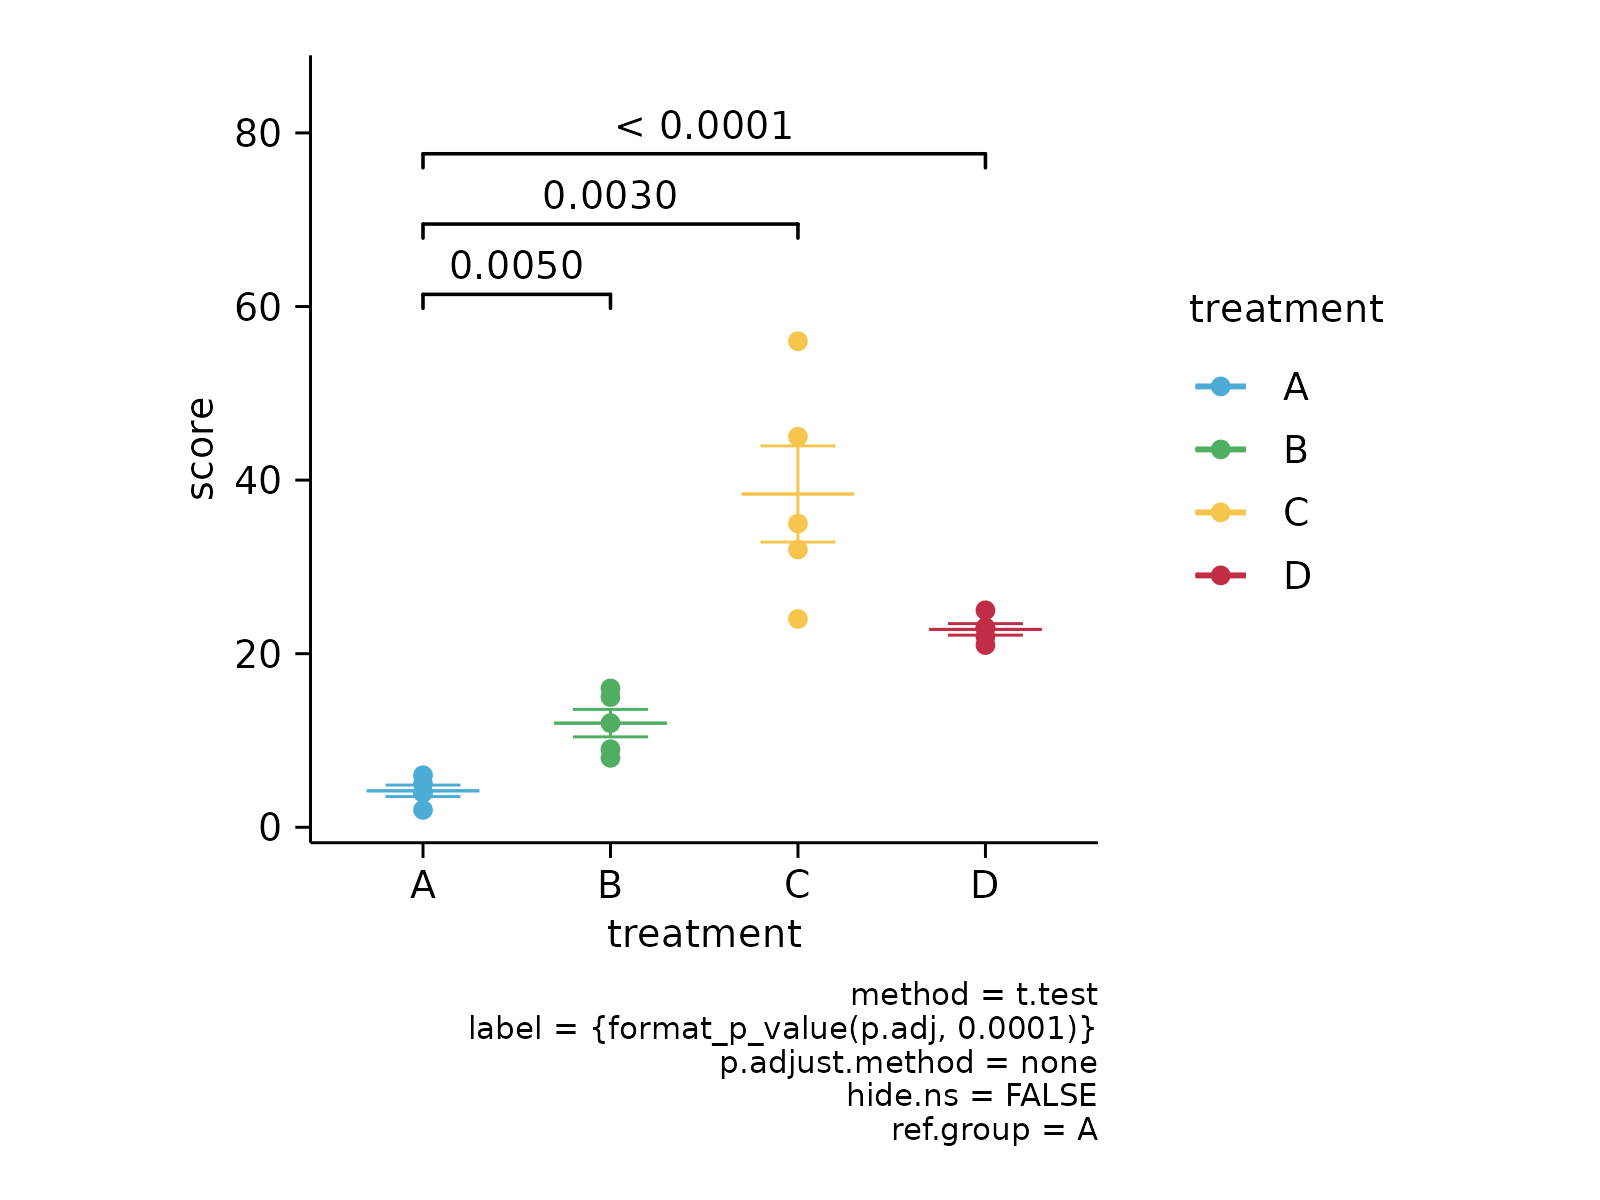 80
60
40
20
0
score
< 0.0001
0.0030
0.0050
A B C D
treatment
treatment
A
B
C
D
method = t.test
label = {format_p_value(p.adj, 0.0001)}
p.adjust.method = none
hide.ns = FALSE
ref.group = A